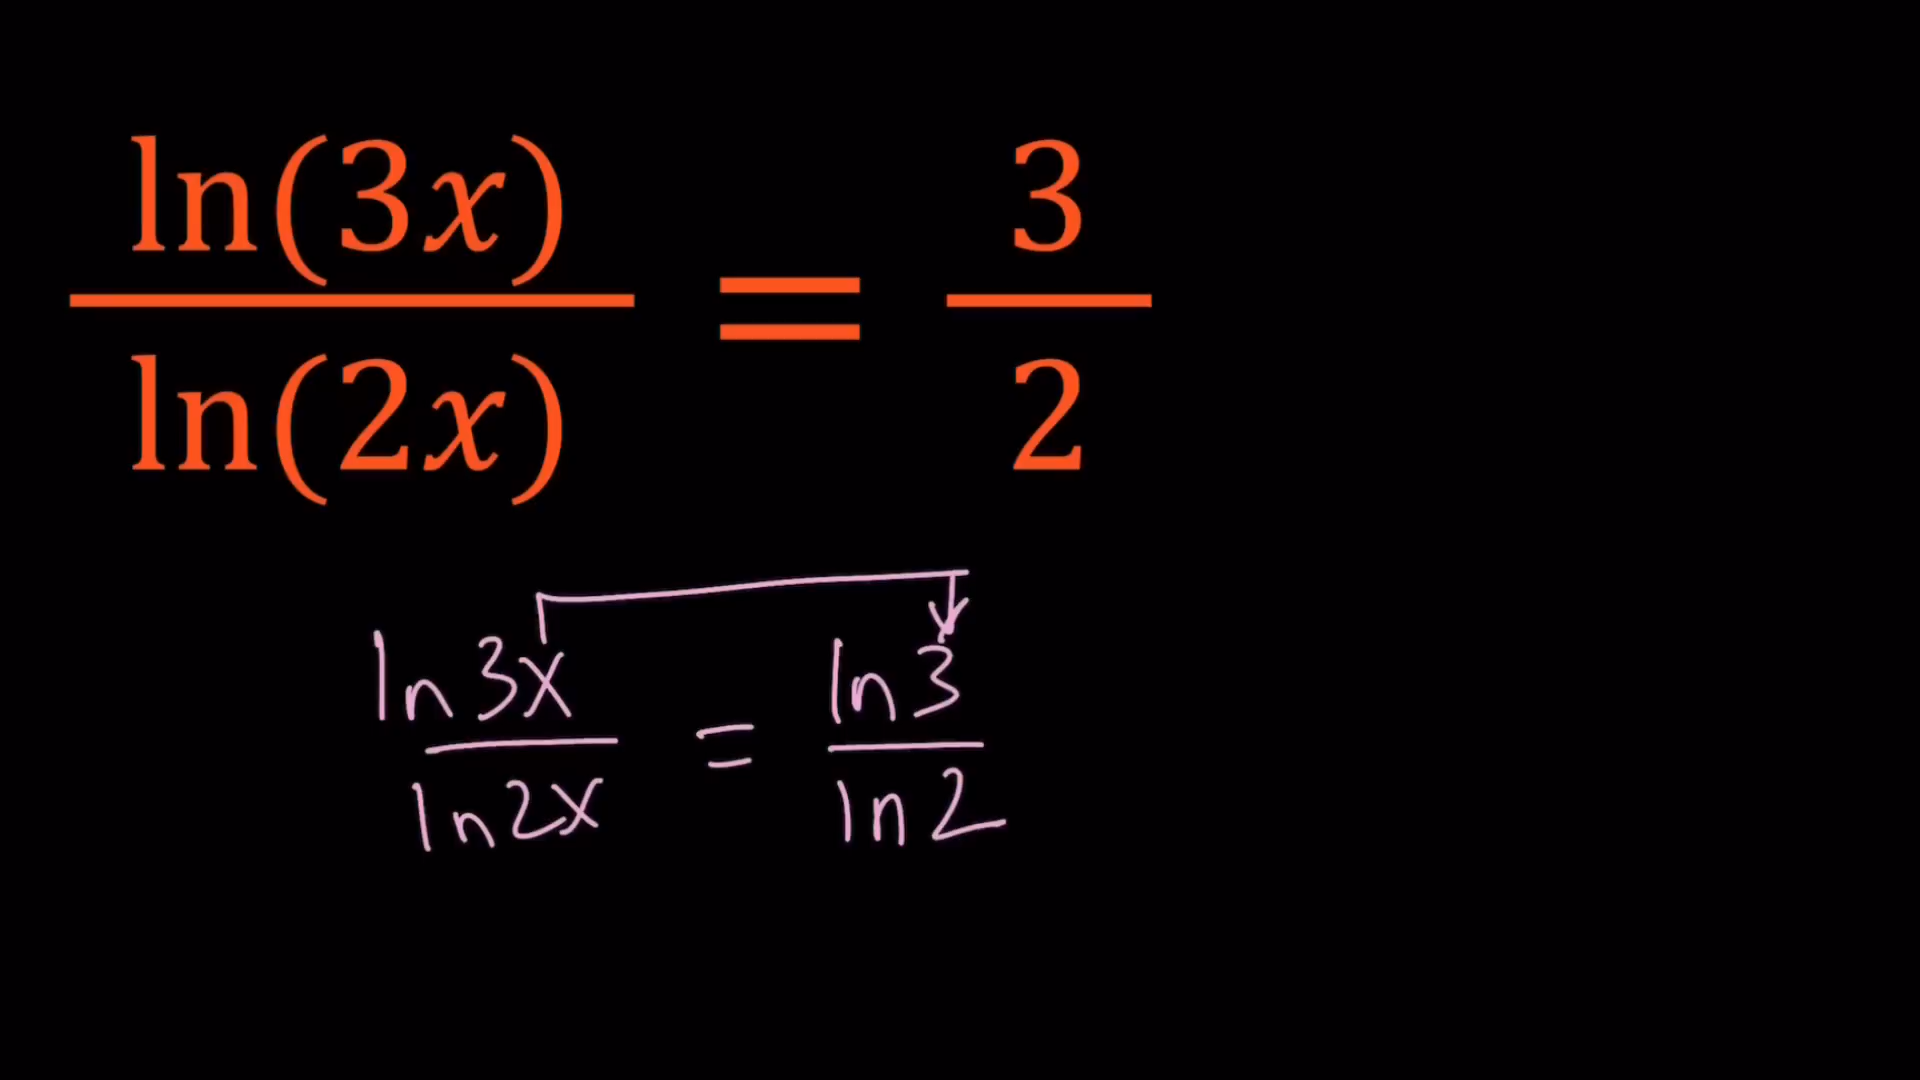 ln(3x)/ln(2x) = 3/2
ln3x/ln2x = ln3/ln2